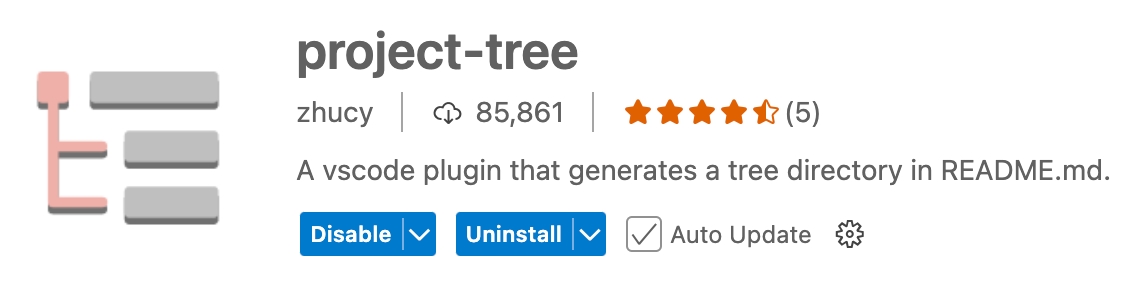 project-tree
zhucy 85,861 (5)
A vscode plugin that generates a tree directory in README.md.
Disable Uninstall Auto Update